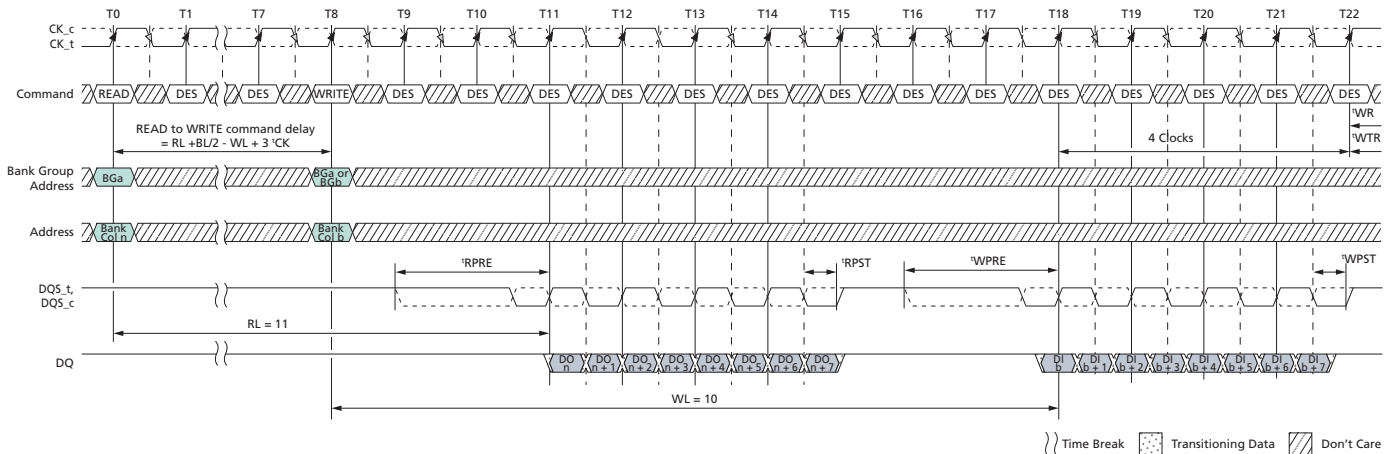 T0 T1 T7 T8 T9 T10 T11 T12 T13 T14 T15 T16 T17 T18 T19 T20 T21 T22
CK_c
CK_t
Command READ DES DES WRITE DES DES DES DES DES DES DES DES DES DES DES DES DES DES
READ to WRITE command delay
= RL +BL/2 - WL + 3 tCK
4 Clocks
tWR
tWTR
Bank Group
Address
BGa
BGa or
BGb
Address
Bank
Col n
Bank
Col b
tRPRE tRPST tWPRE tWPST
DQS_t,
DQS_c
RL = 11
DQ
DO
n
DO
n + 1
DO
n + 2
DO
n + 3
DO
n + 4
DO
n + 5
DO
n + 6
DO
n + 7
DI
b
DI
b + 1
DI
b + 2
DI
b + 3
DI
b + 4
DI
b + 5
DI
b + 6
DI
b + 7
WL = 10
Time Break Transitioning Data Don't Care